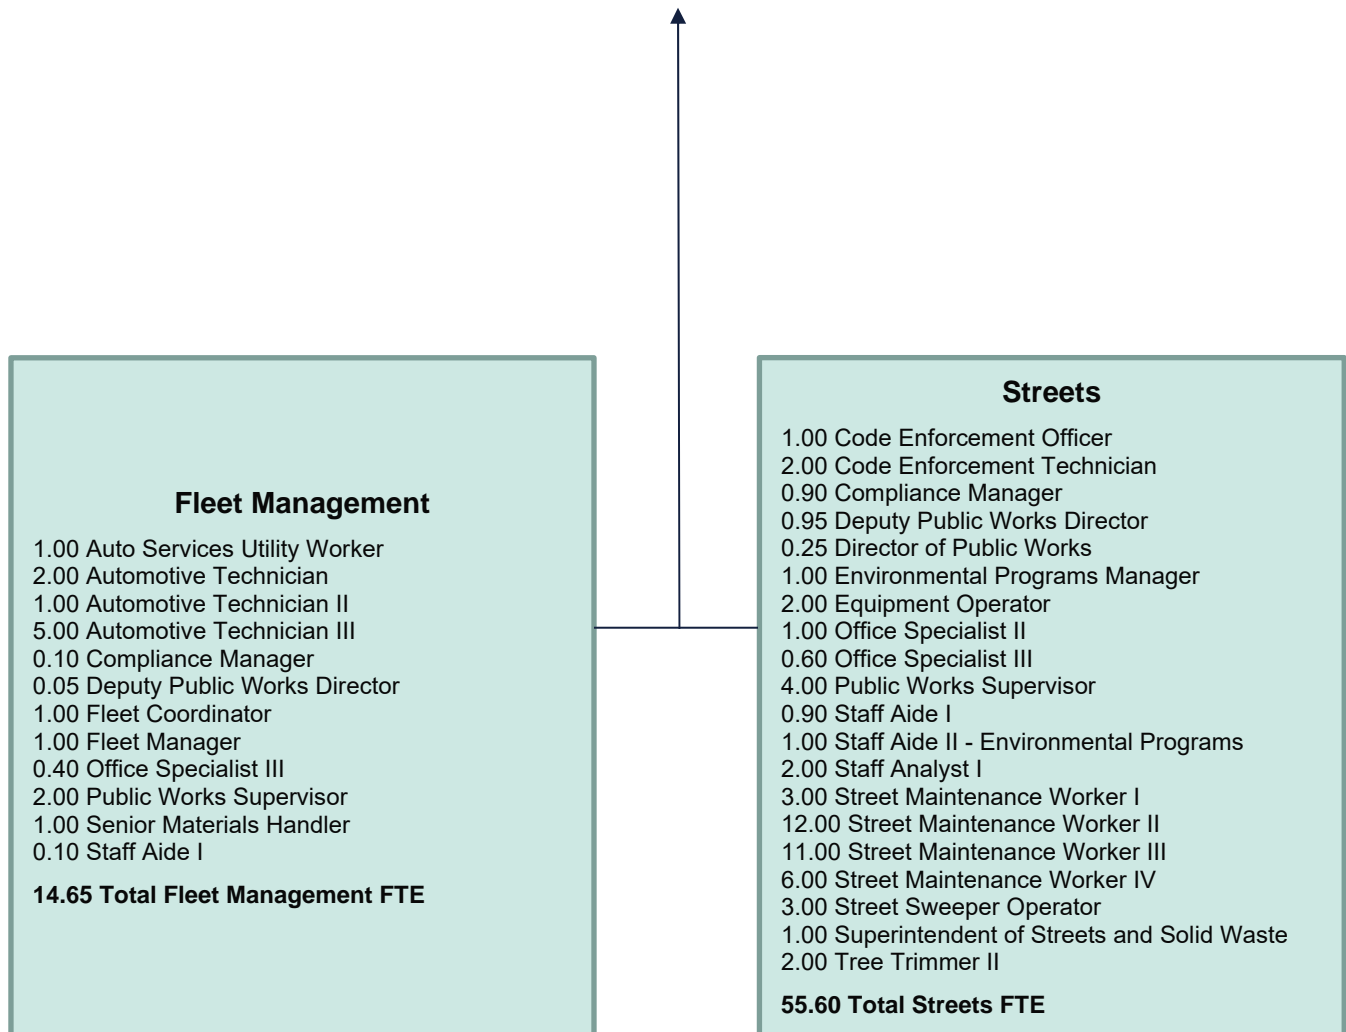 Fleet Management
1.00 Auto Services Utility Worker
2.00 Automotive Technician
1.00 Automotive Technician II
5.00 Automotive Technician III
0.10 Compliance Manager
0.05 Deputy Public Works Director
1.00 Fleet Coordinator
1.00 Fleet Manager
0.40 Office Specialist III
2.00 Public Works Supervisor
1.00 Senior Materials Handler
0.10 Staff Aide I
14.65 Total Fleet Management FTE
Streets
1.00 Code Enforcement Officer
2.00 Code Enforcement Technician
0.90 Compliance Manager
0.95 Deputy Public Works Director
0.25 Director of Public Works
1.00 Environmental Programs Manager
2.00 Equipment Operator
1.00 Office Specialist II
0.60 Office Specialist III
4.00 Public Works Supervisor
0.90 Staff Aide I
1.00 Staff Aide II - Environmental Programs
2.00 Staff Analyst I
3.00 Street Maintenance Worker I
12.00 Street Maintenance Worker II
11.00 Street Maintenance Worker III
6.00 Street Maintenance Worker IV
3.00 Street Sweeper Operator
1.00 Superintendent of Streets and Solid Waste
2.00 Tree Trimmer II
55.60 Total Streets FTE